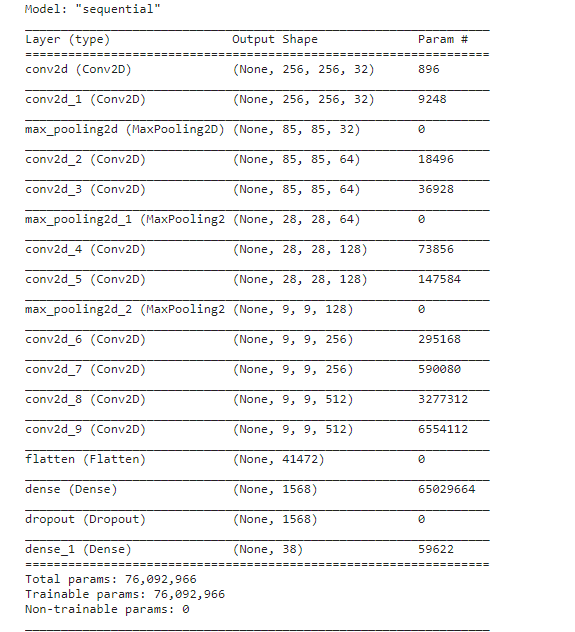 Model: "sequential"
_________________________________________________________________
Layer (type)                 Output Shape              Param #
=================================================================
conv2d (Conv2D)              (None, 256, 256, 32)      896
_________________________________________________________________
conv2d_1 (Conv2D)            (None, 256, 256, 32)      9248
_________________________________________________________________
max_pooling2d (MaxPooling2D) (None, 85, 85, 32)        0
_________________________________________________________________
conv2d_2 (Conv2D)            (None, 85, 85, 64)        18496
_________________________________________________________________
conv2d_3 (Conv2D)            (None, 85, 85, 64)        36928
_________________________________________________________________
max_pooling2d_1 (MaxPooling2 (None, 28, 28, 64)        0
_________________________________________________________________
conv2d_4 (Conv2D)            (None, 28, 28, 128)       73856
_________________________________________________________________
conv2d_5 (Conv2D)            (None, 28, 28, 128)       147584
_________________________________________________________________
max_pooling2d_2 (MaxPooling2 (None, 9, 9, 128)         0
_________________________________________________________________
conv2d_6 (Conv2D)            (None, 9, 9, 256)         295168
_________________________________________________________________
conv2d_7 (Conv2D)            (None, 9, 9, 256)         590080
_________________________________________________________________
conv2d_8 (Conv2D)            (None, 9, 9, 512)         3277312
_________________________________________________________________
conv2d_9 (Conv2D)            (None, 9, 9, 512)         6554112
_________________________________________________________________
flatten (Flatten)            (None, 41472)             0
_________________________________________________________________
dense (Dense)                (None, 1568)              65029664
_________________________________________________________________
dropout (Dropout)            (None, 1568)              0
_________________________________________________________________
dense_1 (Dense)              (None, 38)                59622
=================================================================
Total params: 76,092,966
Trainable params: 76,092,966
Non-trainable params: 0
_________________________________________________________________